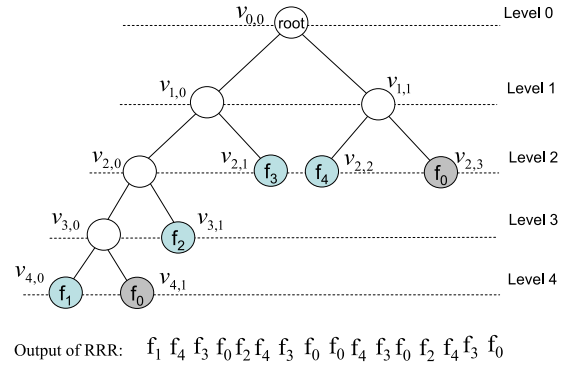 v0,0 root Level 0
v1,0 v1,1 Level 1
v2,0 v2,1 f3 f4 v2,2 f0 v2,3 Level 2
v3,0 f2 v3,1 Level 3
v4,0 f1 f0 v4,1 Level 4
Output of RRR: f1 f4 f3 f0 f2 f4 f3 f0 f0 f4 f3 f0 f2 f4 f3 f0